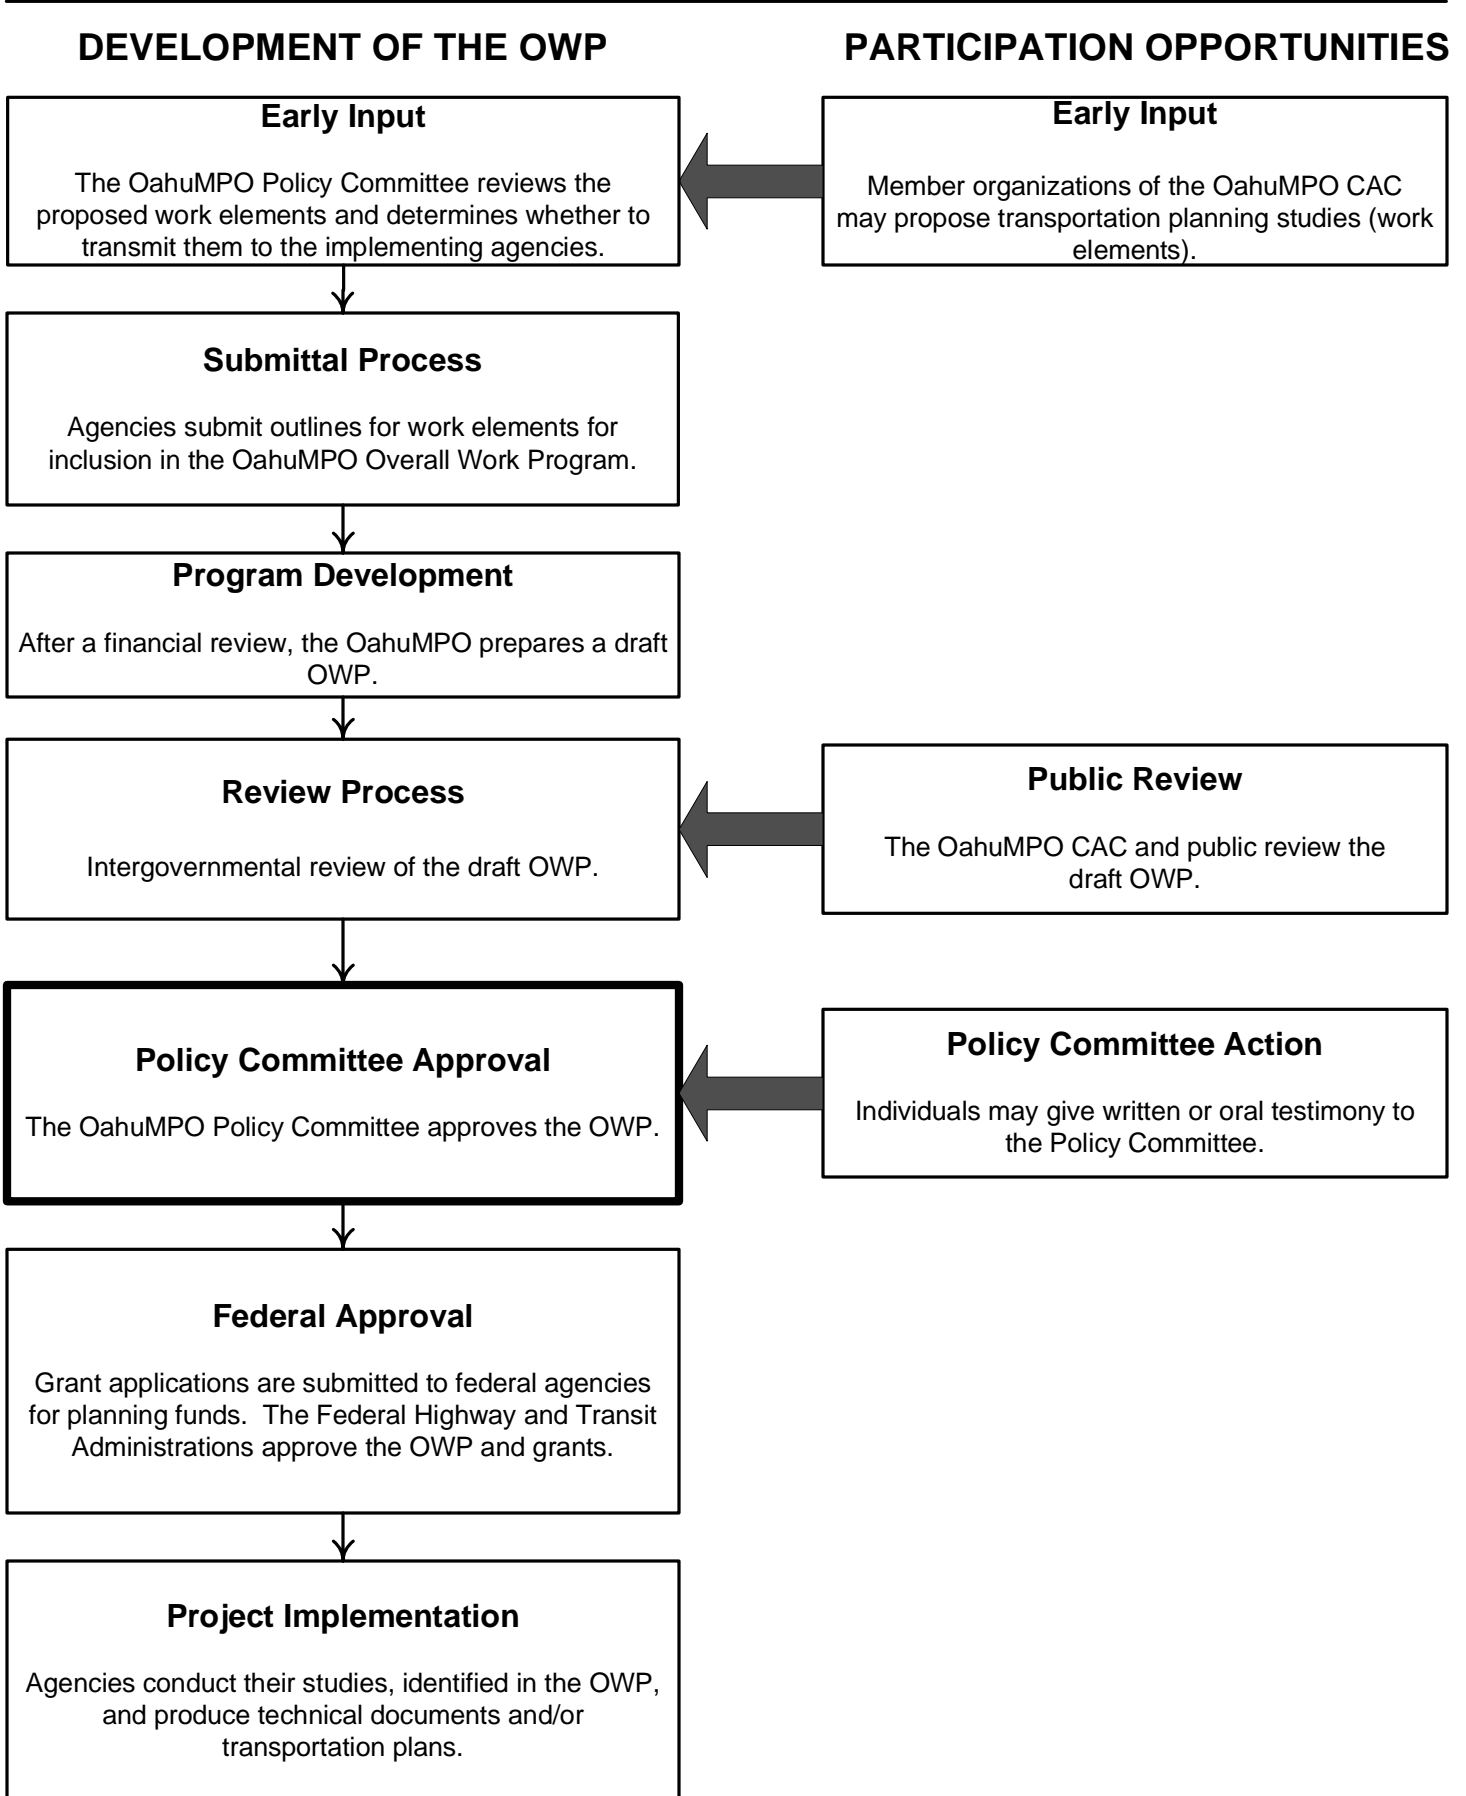 DEVELOPMENT OF THE OWP
PARTICIPATION OPPORTUNITIES
Early Input
The OahuMPO Policy Committee reviews the
proposed work elements and determines whether to
transmit them to the implementing agencies.
Early Input
Member organizations of the OahuMPO CAC
may propose transportation planning studies (work
elements).
Submittal Process
Agencies submit outlines for work elements for
inclusion in the OahuMPO Overall Work Program.
Program Development
After a financial review, the OahuMPO prepares a draft
OWP.
Review Process
Intergovernmental review of the draft OWP.
Public Review
The OahuMPO CAC and public review the
draft OWP.
Policy Committee Approval
The OahuMPO Policy Committee approves the OWP.
Policy Committee Action
Individuals may give written or oral testimony to
the Policy Committee.
Federal Approval
Grant applications are submitted to federal agencies
for planning funds.  The Federal Highway and Transit
Administrations approve the OWP and grants.
Project Implementation
Agencies conduct their studies, identified in the OWP,
and produce technical documents and/or
transportation plans.